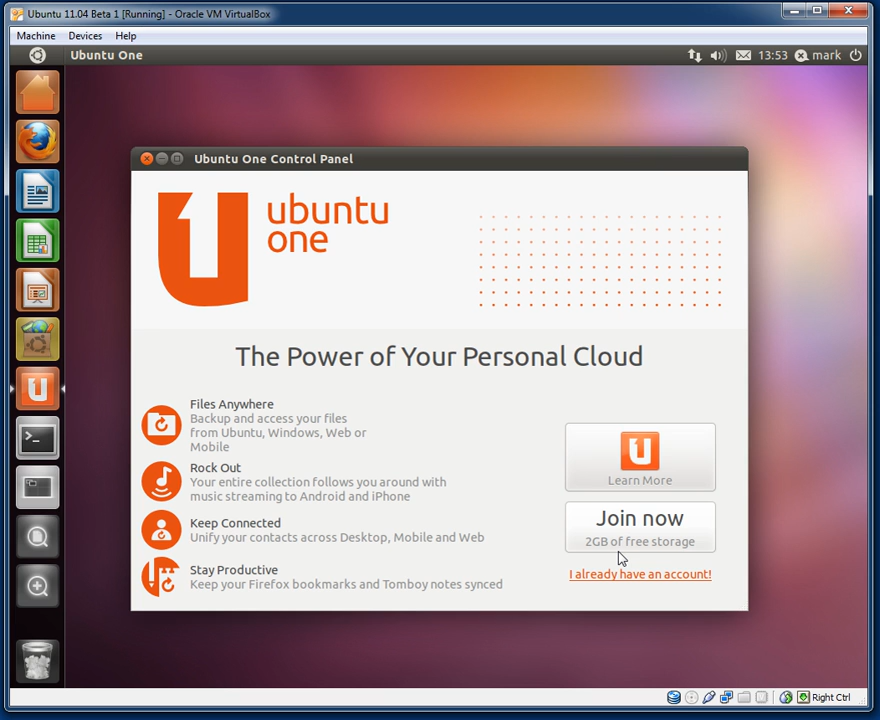 Ubuntu 11.04 Beta 1 [Running] - Oracle VM VirtualBox
Machine Devices Help
Ubuntu One 13:53 mark
Ubuntu One Control Panel
ubuntu
one
The Power of Your Personal Cloud
Files Anywhere
Backup and access your files
from Ubuntu, Windows, Web or
Mobile
Rock Out
Your entire collection follows you around with
music streaming to Android and iPhone
Keep Connected
Unify your contacts across Desktop, Mobile and Web
Stay Productive
Keep your Firefox bookmarks and Tomboy notes synced
Learn More
Join now
2GB of free storage
I already have an account!
Right Ctrl